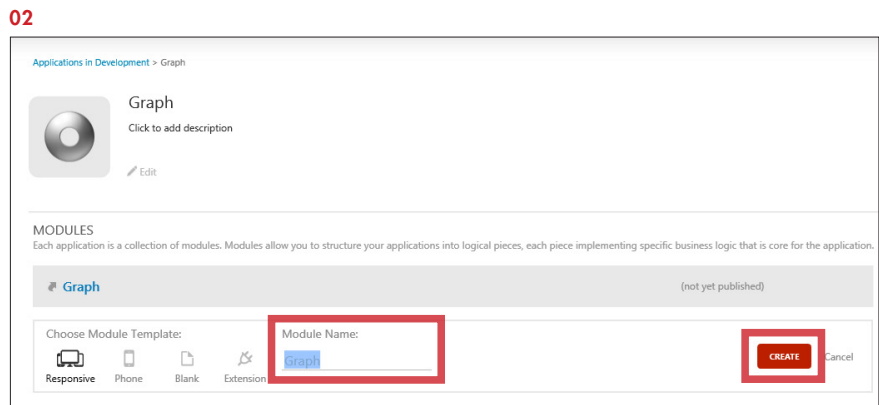 02
Applications in Development > Graph
Graph
Click to add description
Edit
MODULES
Each application is a collection of modules. Modules allow you to structure your applications into logical pieces, each piece implementing specific business logic that is core for the application.
Graph (not yet published)
Choose Module Template: Module Name:
Graph CREATE Cancel
Responsive Phone Blank Extension